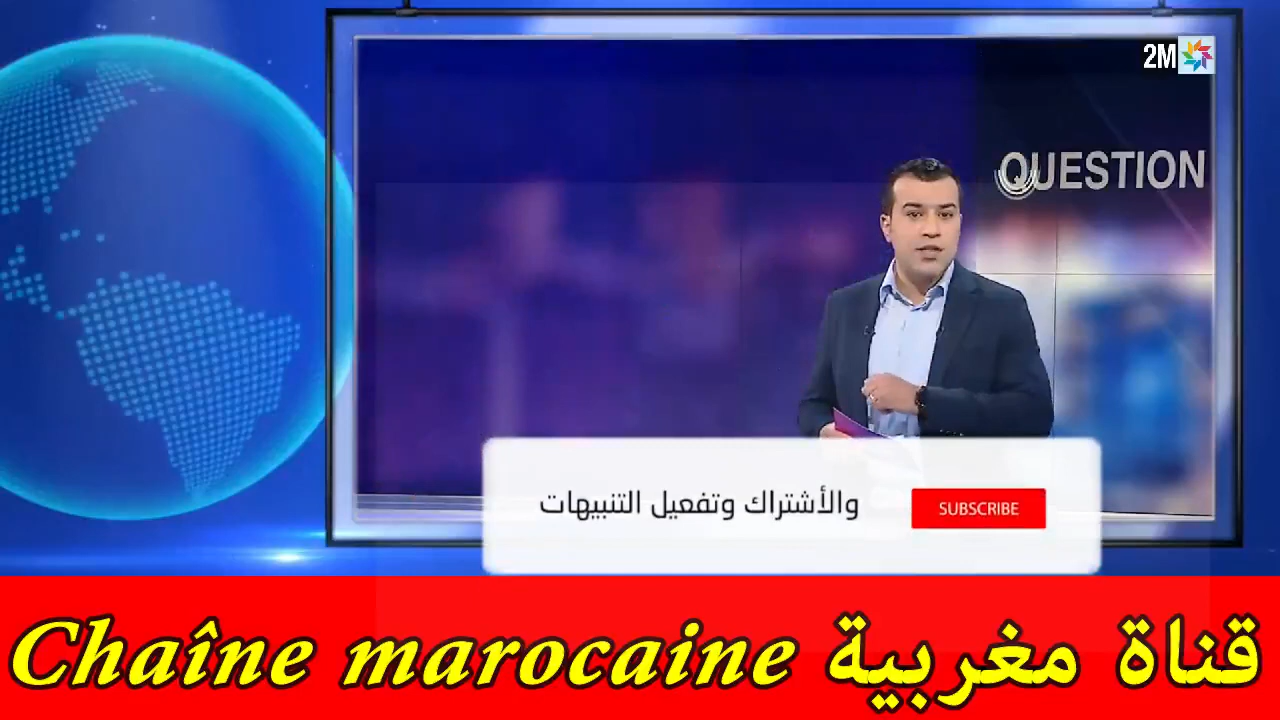 2M
QUESTION
والأشتراك وتفعيل التنبيهات
SUBSCRIBE
Chaîne marocaine قناة مغربية